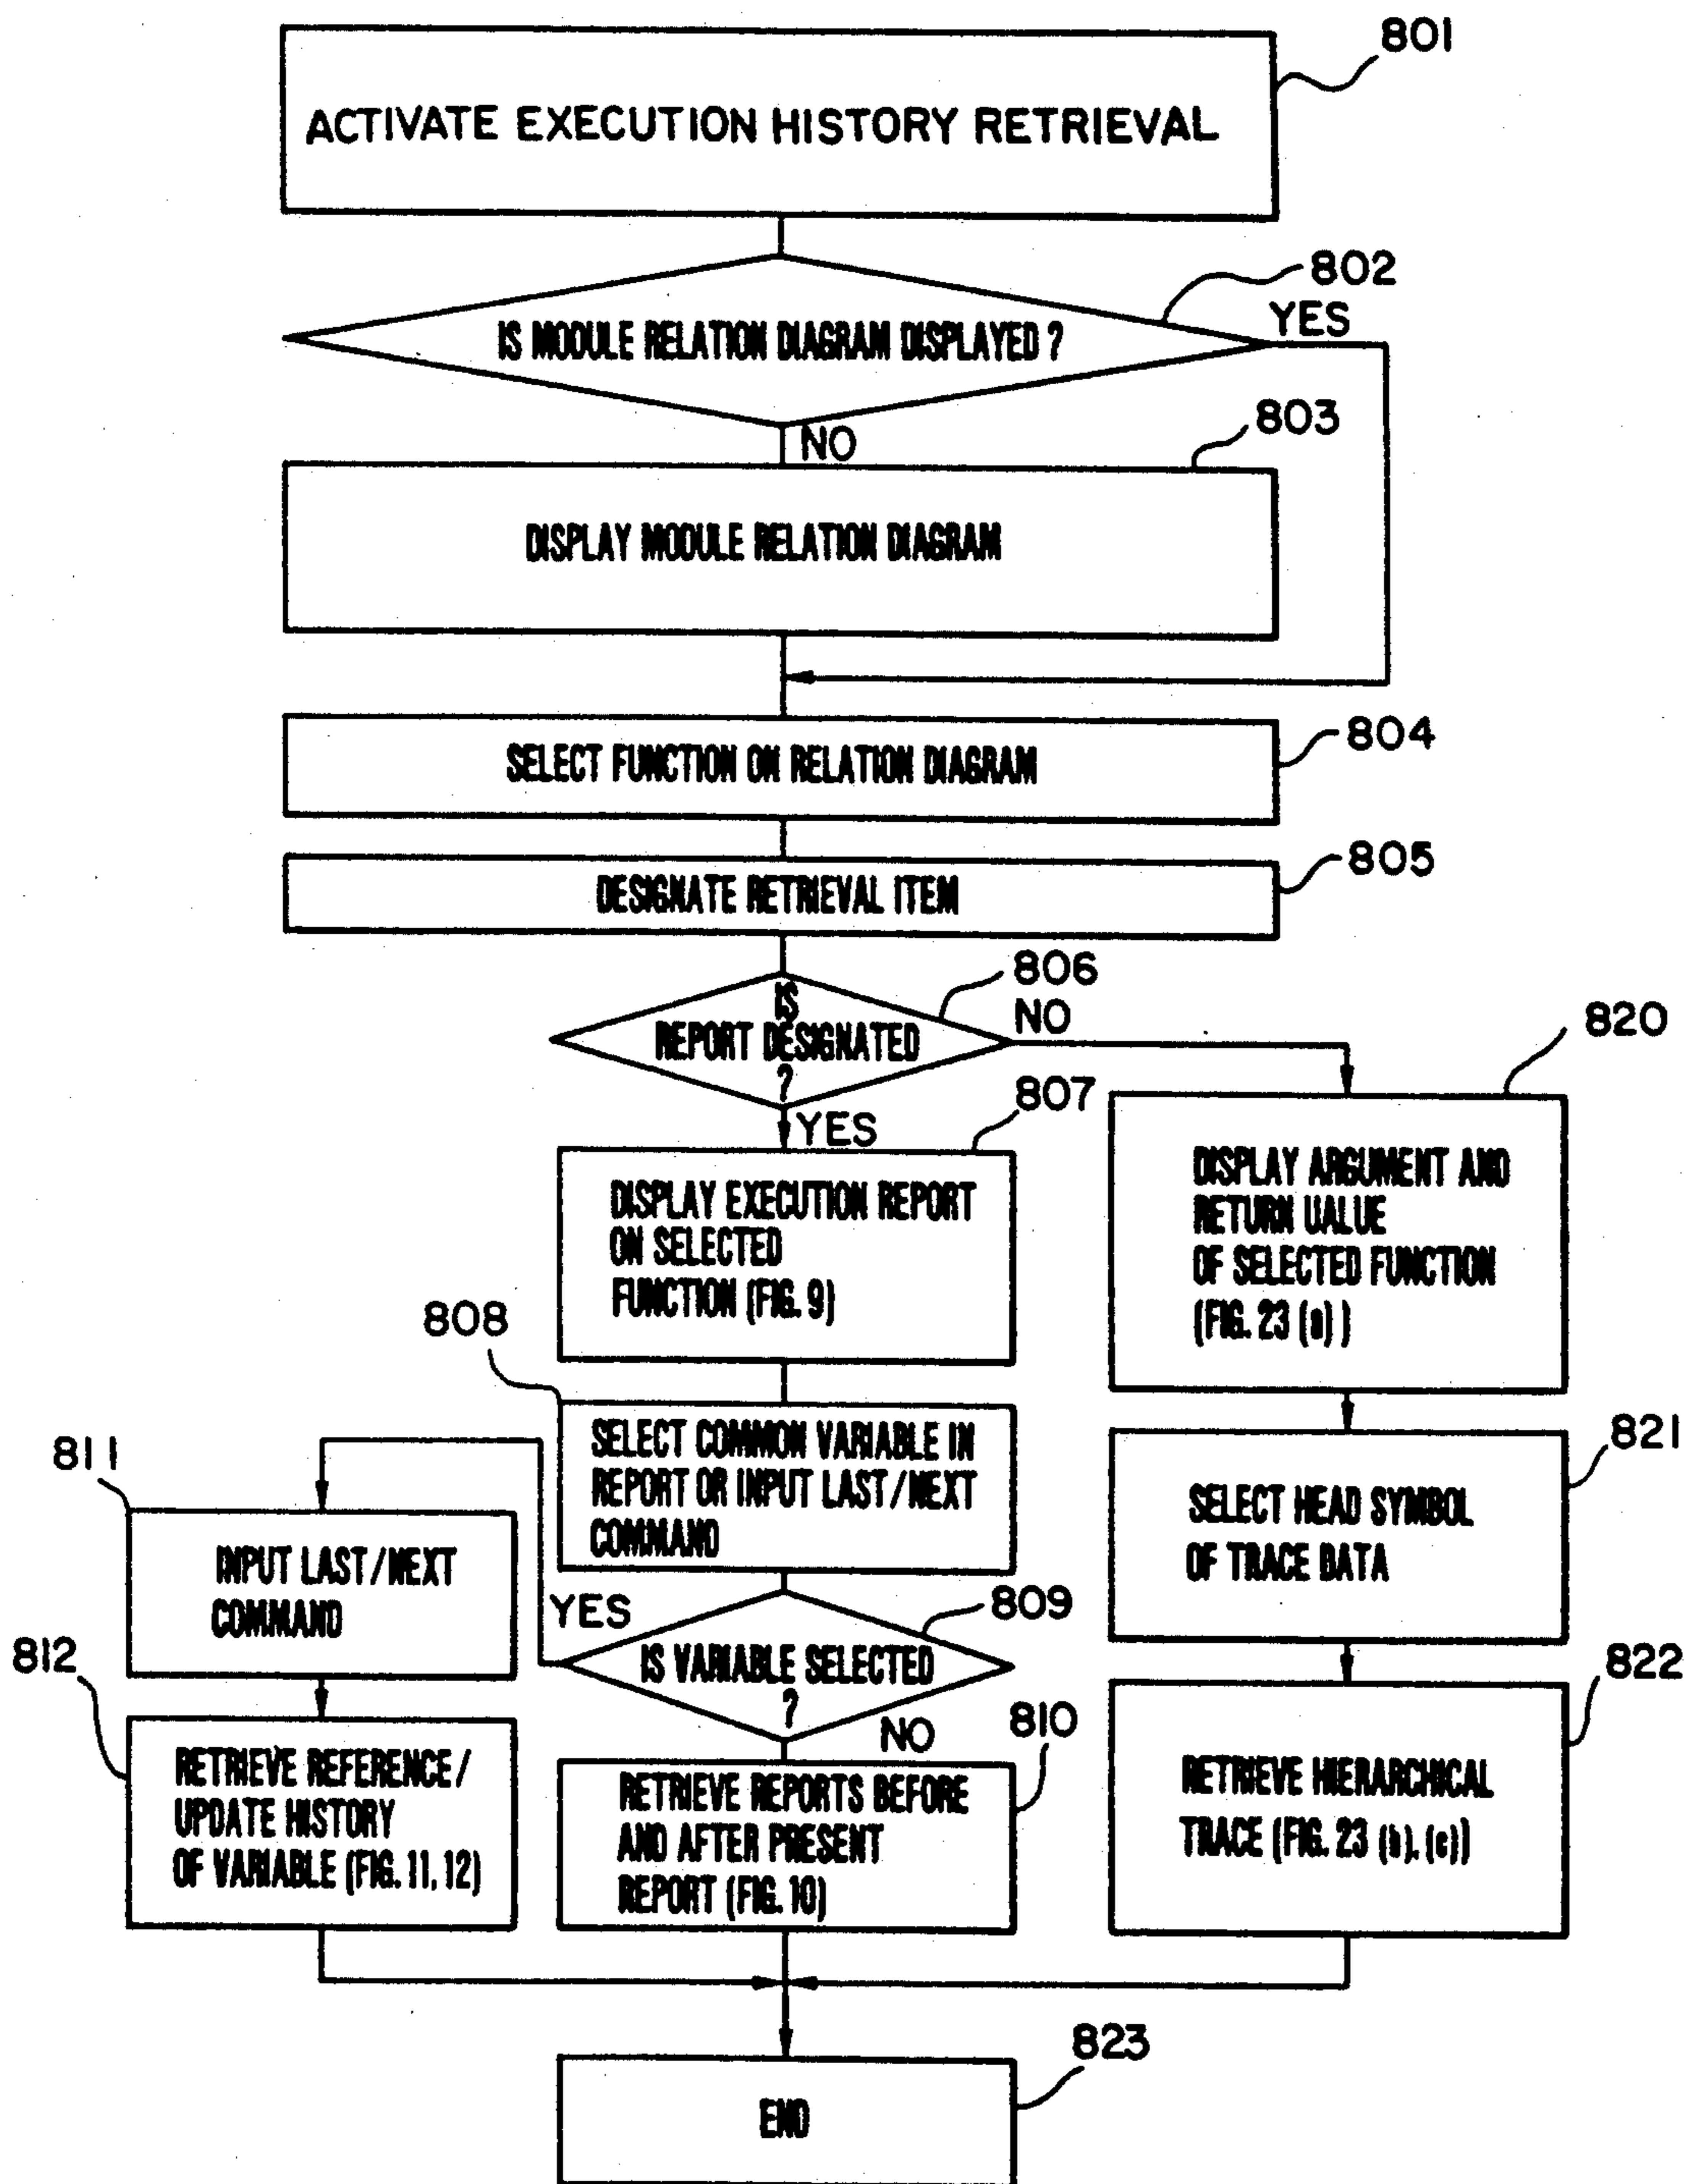 801
ACTIVATE EXECUTION HISTORY RETRIEVAL
802
IS MODULE RELATION DIAGRAM DISPLAYED ?
YES
NO
803
DISPLAY MODULE RELATION DIAGRAM
804
SELECT FUNCTION ON RELATION DIAGRAM
805
DESIGNATE RETRIEVAL ITEM
806
IS
REPORT DESIGNATED
?
NO
YES
807
DISPLAY EXECUTION REPORT
ON SELECTED
FUNCTION (FIG. 9)
820
DISPLAY ARGUMENT AND
RETURN UALUE
OF SELECTED FUNCTION
(FIG. 23 (a) )
808
SELECT COMMON VARIABLE IN
REPORT OR INPUT LAST/NEXT
COMMAND
821
SELECT HEAD SYMBOL
OF TRACE DATA
811
INPUT LAST/NEXT
COMMAND
YES
809
IS VARIABLE SELECTED
?
NO
812
RETRIEVE REFERENCE/
UPDATE HISTORY
OF VARIABLE (FIG. 11, 12)
810
RETRIEVE REPORTS BEFORE
AND AFTER PRESENT
REPORT (FIG. 10)
822
RETRIEVE HIERARCHICAL
TRACE (FIG. 23 (b), (c))
823
END